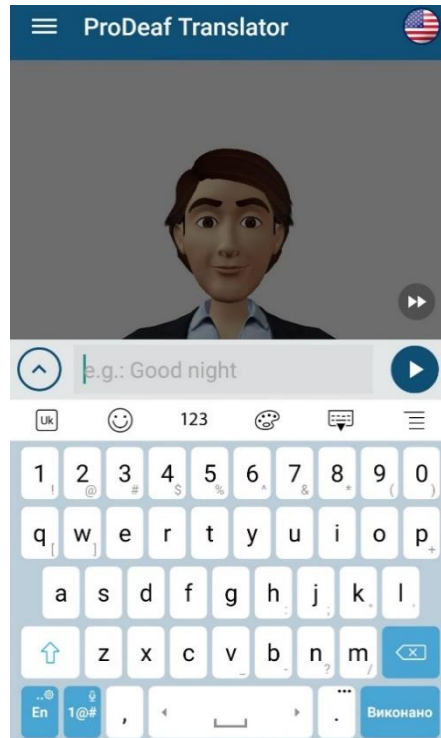 ProDeaf Translator
e.g.: Good night
Uk 123
1 ! 2 @ 3 # 4 $ 5 % 6 ^ 7 & 8 * 9 ( 0 )
q [ w ] e r t y u i o p +
a s d f g h : j ; k l
z x c v _ b - n ? m /
En 1@# , . Виконано